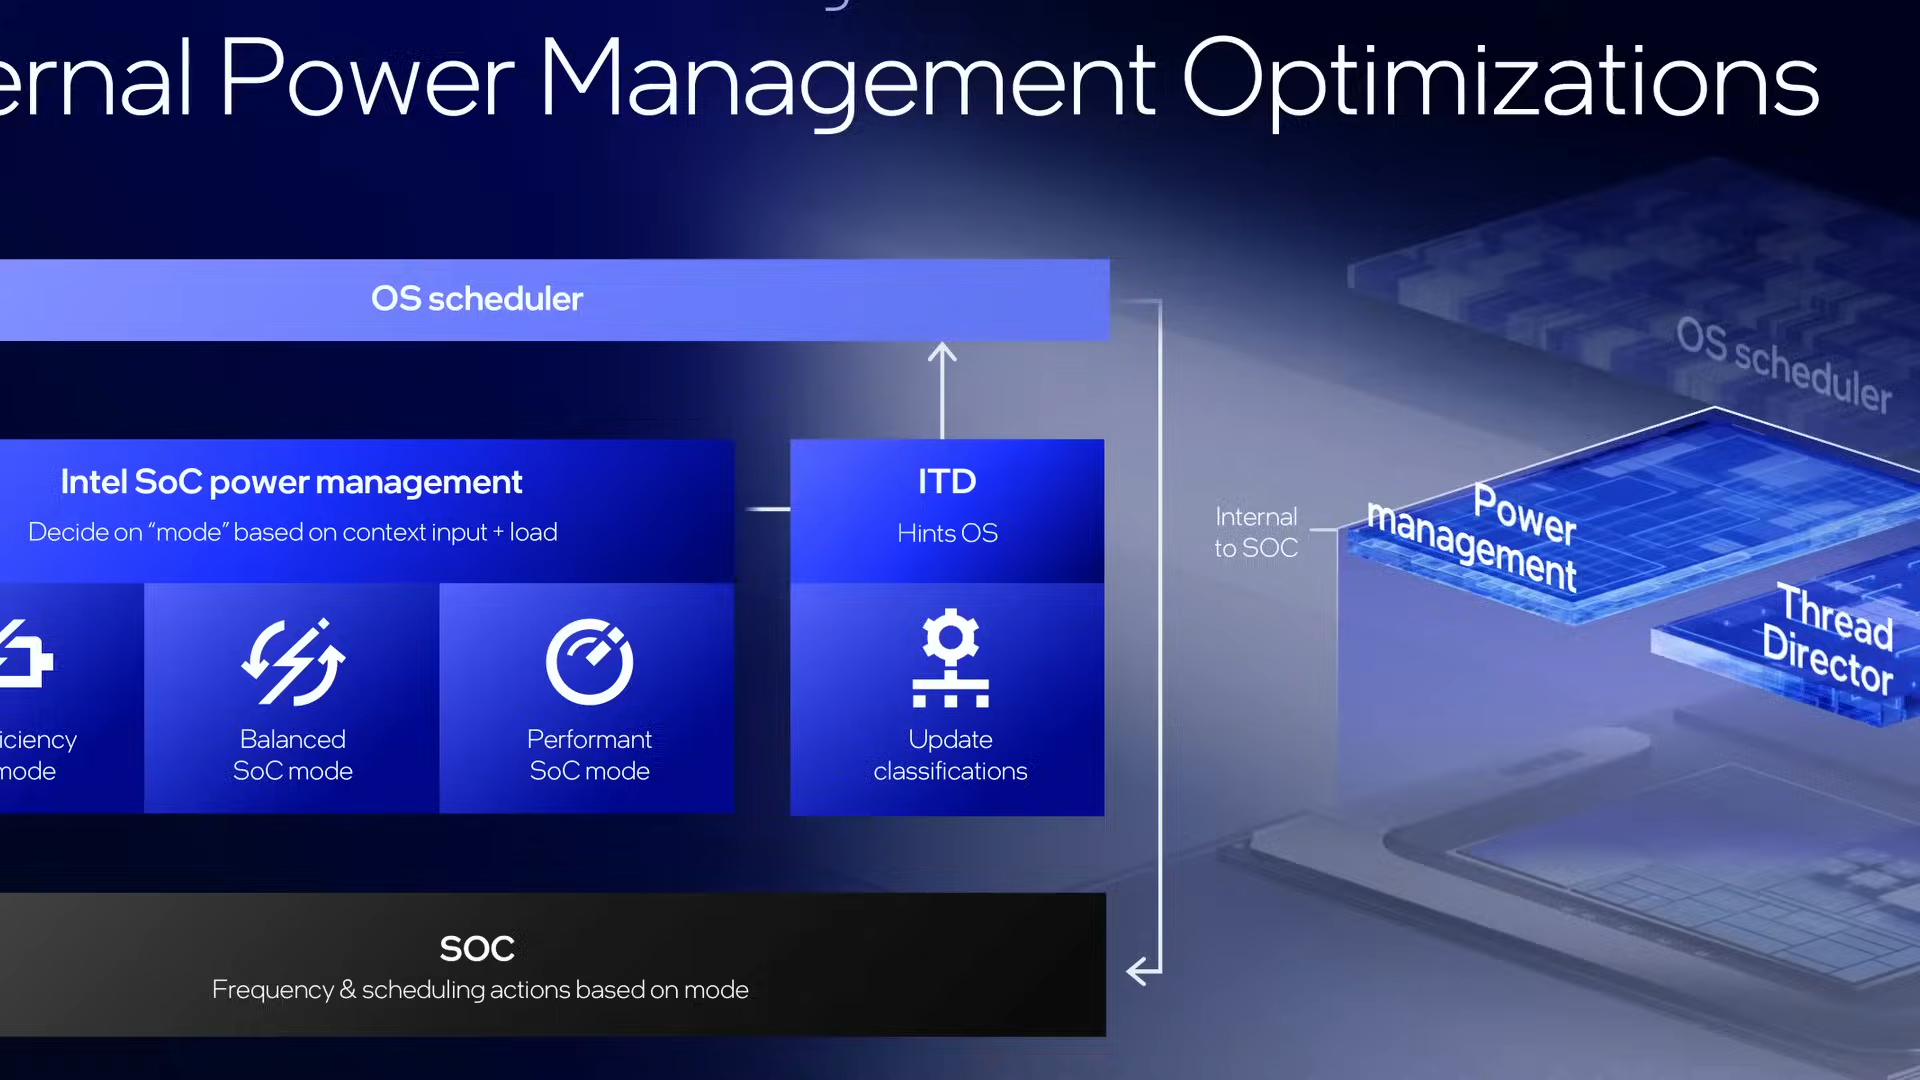 ernal Power Management Optimizations
OS scheduler
Intel SoC power management
Decide on “mode” based on context input + load
ITD
Hints OS
iciency
mode
Balanced
SoC mode
Performant
SoC mode
Update
classifications
SOC
Frequency & scheduling actions based on mode
Internal
to SOC
OS scheduler
Power
management
Thread
Director